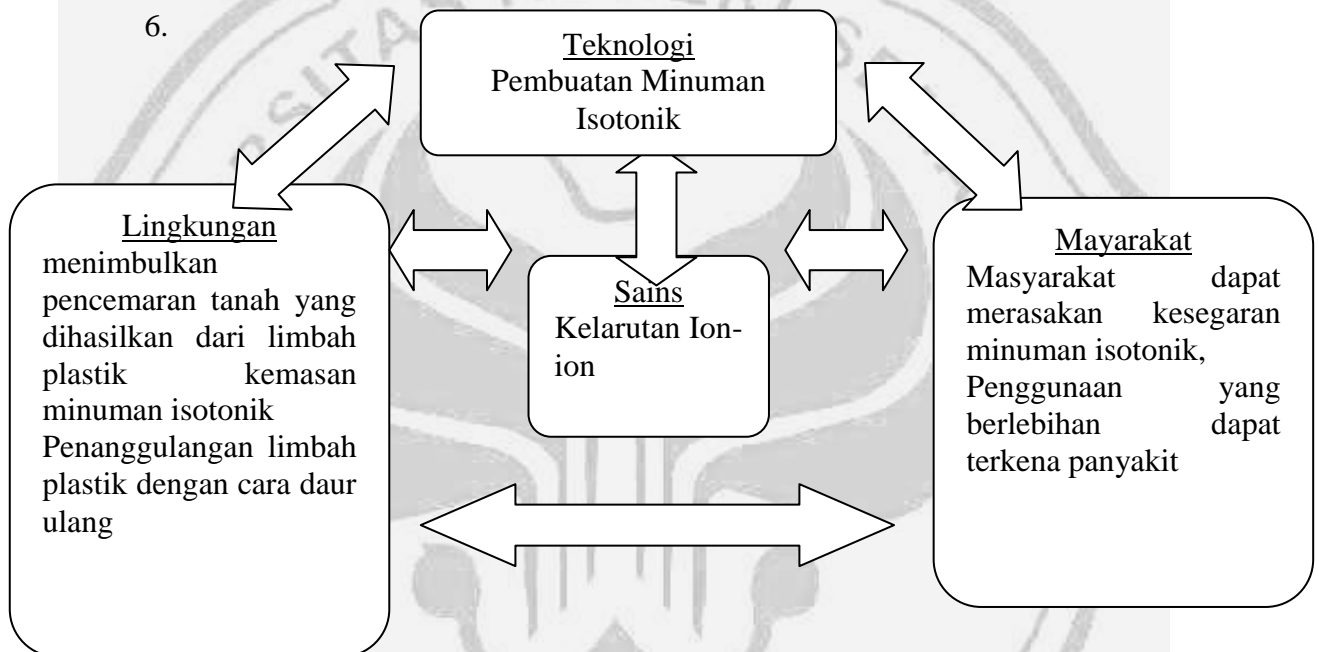 6.
Teknologi
Pembuatan Minuman
Isotonik
Lingkungan
menimbulkan
pencemaran tanah yang
dihasilkan dari limbah
plastik kemasan
minuman isotonik
Penanggulangan limbah
plastik dengan cara daur
ulang
Sains
Kelarutan Ion-
ion
Mayarakat
Masyarakat dapat
merasakan kesegaran
minuman isotonik,
Penggunaan yang
berlebihan dapat
terkena panyakit